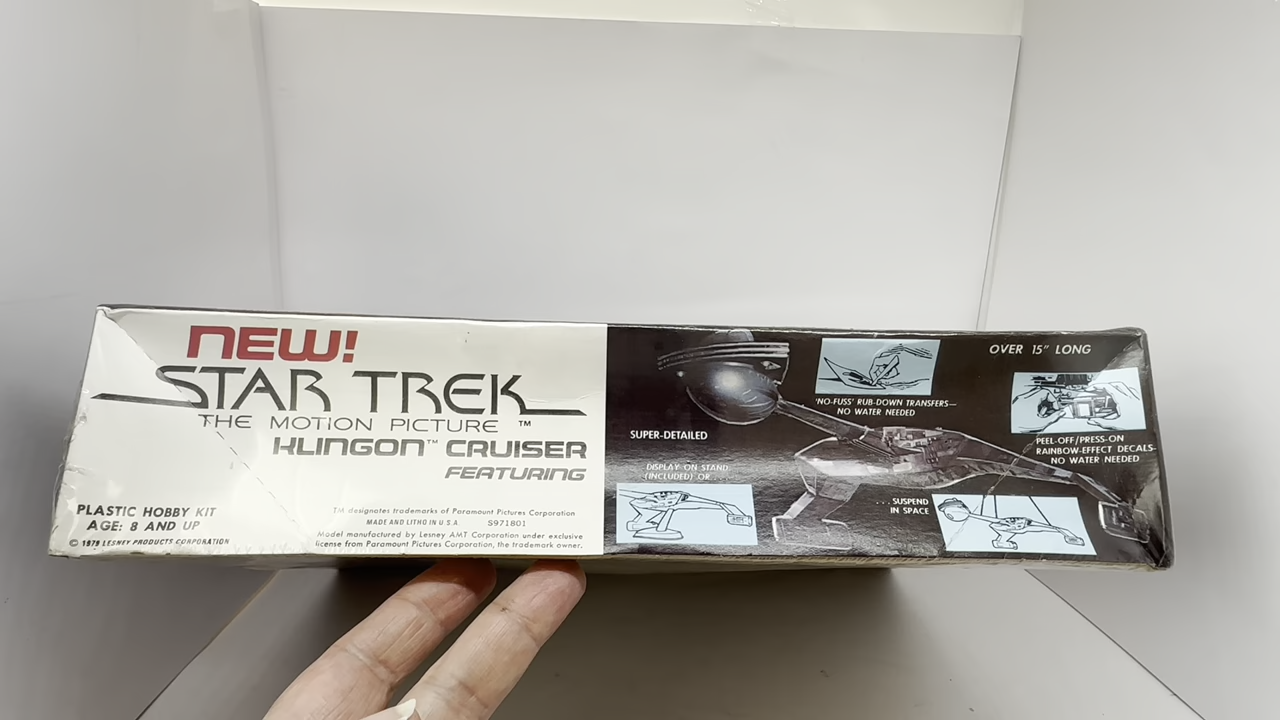 NEW!
STAR TREK
THE MOTION PICTURE ™
KLINGON™ CRUISER
FEATURING
PLASTIC HOBBY KIT
AGE: 8 AND UP
© 1979 LESNEY PRODUCTS CORPORATION
TM designates trademarks of Paramount Pictures Corporation
MADE AND LITHO IN U.S.A. S971801
Model manufactured by Lesney AMT Corporation under exclusive
license from Paramount Pictures Corporation, the trademark owner.
SUPER-DETAILED
'NO-FUSS' RUB-DOWN TRANSFERS—
NO WATER NEEDED
OVER 15" LONG
PEEL-OFF/PRESS-ON
RAINBOW-EFFECT DECALS-
NO WATER NEEDED
DISPLAY ON STAND
(INCLUDED) OR...
...SUSPEND
IN SPACE